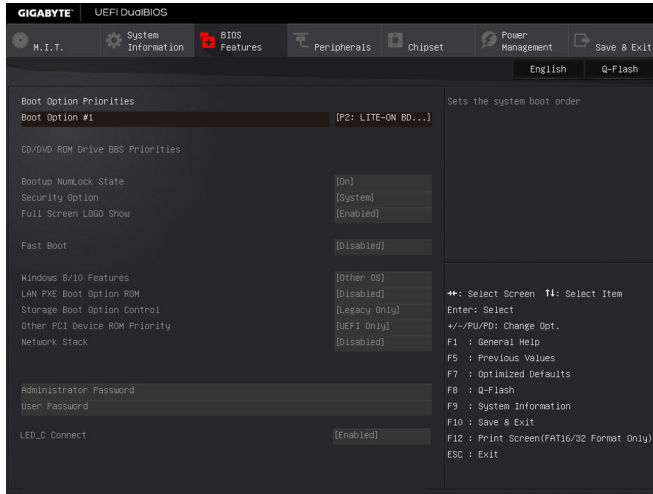 GIGABYTE™ UEFI DualBIOS
M.I.T. System Information BIOS Features Peripherals Chipset Power Management Save & Exit
English Q-Flash
Boot Option Priorities
Boot Option #1 [P2: LITE-ON BD...]
CD/DVD ROM Drive BBS Priorities
Bootup NumLock State [On]
Security Option [System]
Full Screen LOGO Show [Enabled]
Fast Boot [Disabled]
Windows 8/10 Features [Other OS]
LAN PXE Boot Option ROM [Disabled]
Storage Boot Option Control [Legacy Only]
Other PCI Device ROM Priority [UEFI Only]
Network Stack [Disabled]
Administrator Password
User Password
LED_C Connect [Enabled]
Sets the system boot order
→←: Select Screen ↑↓: Select Item
Enter: Select
+/-/PU/PD: Change Opt.
F1 : General Help
F5 : Previous Values
F7 : Optimized Defaults
F8 : Q-Flash
F9 : System Information
F10 : Save & Exit
F12 : Print Screen(FAT16/32 Format Only)
ESC : Exit